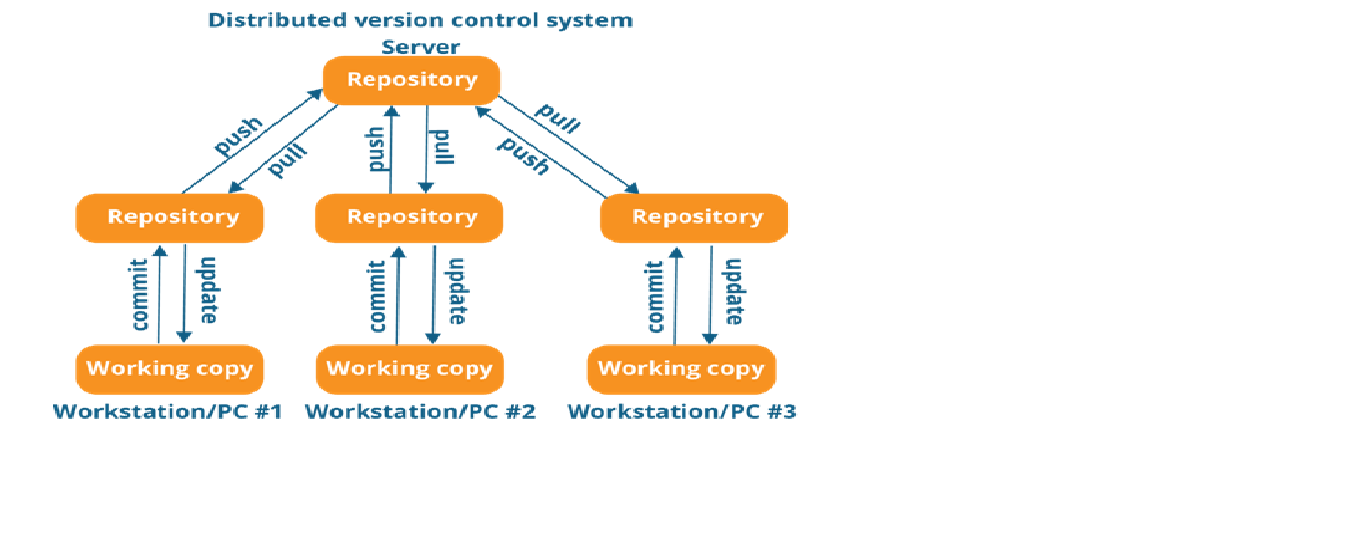 Distributed version control system
Server
Repository
push
pull
push
pull
push
pull
Repository
Repository
Repository
commit
update
commit
update
commit
update
Working copy
Working copy
Working copy
Workstation/PC #1
Workstation/PC #2
Workstation/PC #3